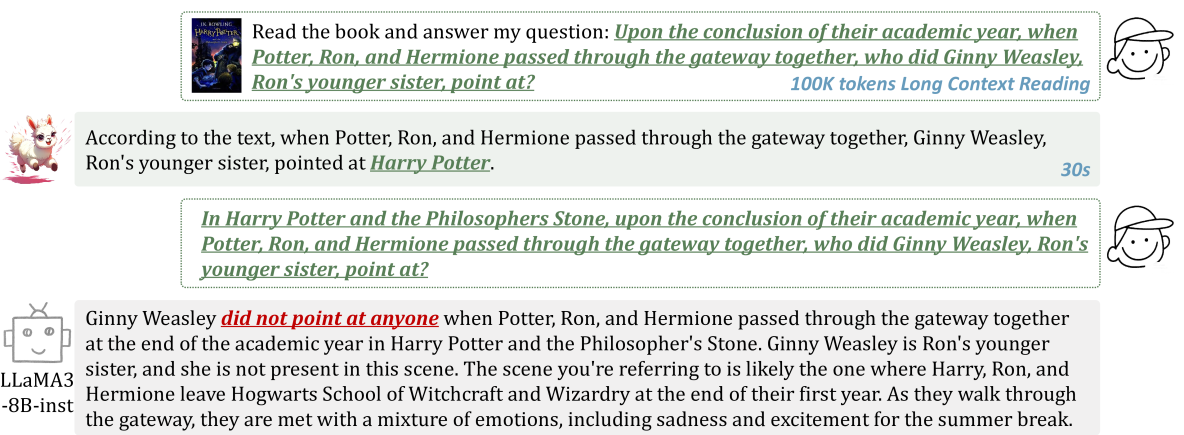 J.K. ROWLING
HARRY POTTER
Read the book and answer my question: Upon the conclusion of their academic year, when
Potter, Ron, and Hermione passed through the gateway together, who did Ginny Weasley,
Ron's younger sister, point at?
100K tokens Long Context Reading
According to the text, when Potter, Ron, and Hermione passed through the gateway together, Ginny Weasley,
Ron's younger sister, pointed at Harry Potter.
30s
In Harry Potter and the Philosophers Stone, upon the conclusion of their academic year, when
Potter, Ron, and Hermione passed through the gateway together, who did Ginny Weasley, Ron's
younger sister, point at?
LLaMA3
-8B-inst
Ginny Weasley did not point at anyone when Potter, Ron, and Hermione passed through the gateway together
at the end of the academic year in Harry Potter and the Philosopher's Stone. Ginny Weasley is Ron's younger
sister, and she is not present in this scene. The scene you're referring to is likely the one where Harry, Ron, and
Hermione leave Hogwarts School of Witchcraft and Wizardry at the end of their first year. As they walk through
the gateway, they are met with a mixture of emotions, including sadness and excitement for the summer break.